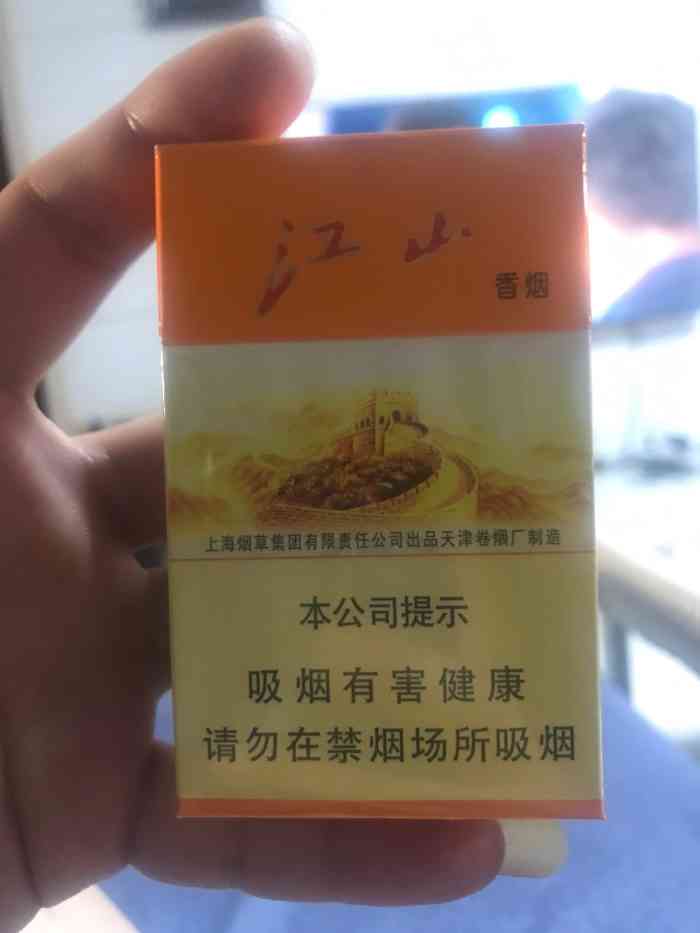 江山
香烟
上海烟草集团有限责任公司出品天津卷烟厂制造
本公司提示
吸烟有害健康
请勿在禁烟场所吸烟